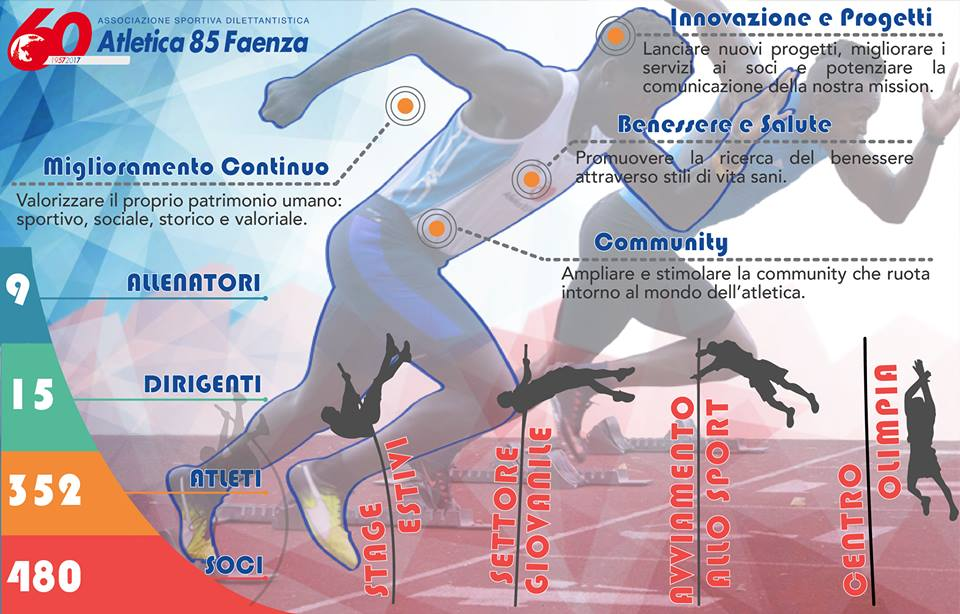 60
1957 2017
ASSOCIAZIONE SPORTIVA DILETTANTISTICA
Atletica 85 Faenza
Innovazione e Progetti
Lanciare nuovi progetti, migliorare i
servizi ai soci e potenziare la
comunicazione della nostra mission.
Benessere e Salute
Promuovere la ricerca del benessere
attraverso stili di vita sani.
Miglioramento Continuo
Valorizzare il proprio patrimonio umano:
sportivo, sociale, storico e valoriale.
Community
Ampliare e stimolare la community che ruota
intorno al mondo dell'atletica.
9 ALLENATORI
15 DIRIGENTI
352 ATLETI
480 SOCI
STAGE
ESTIVI
SETTORE
GIOVANILE
AVVIAMENTO
ALLO SPORT
CENTRO
OLIMPIA